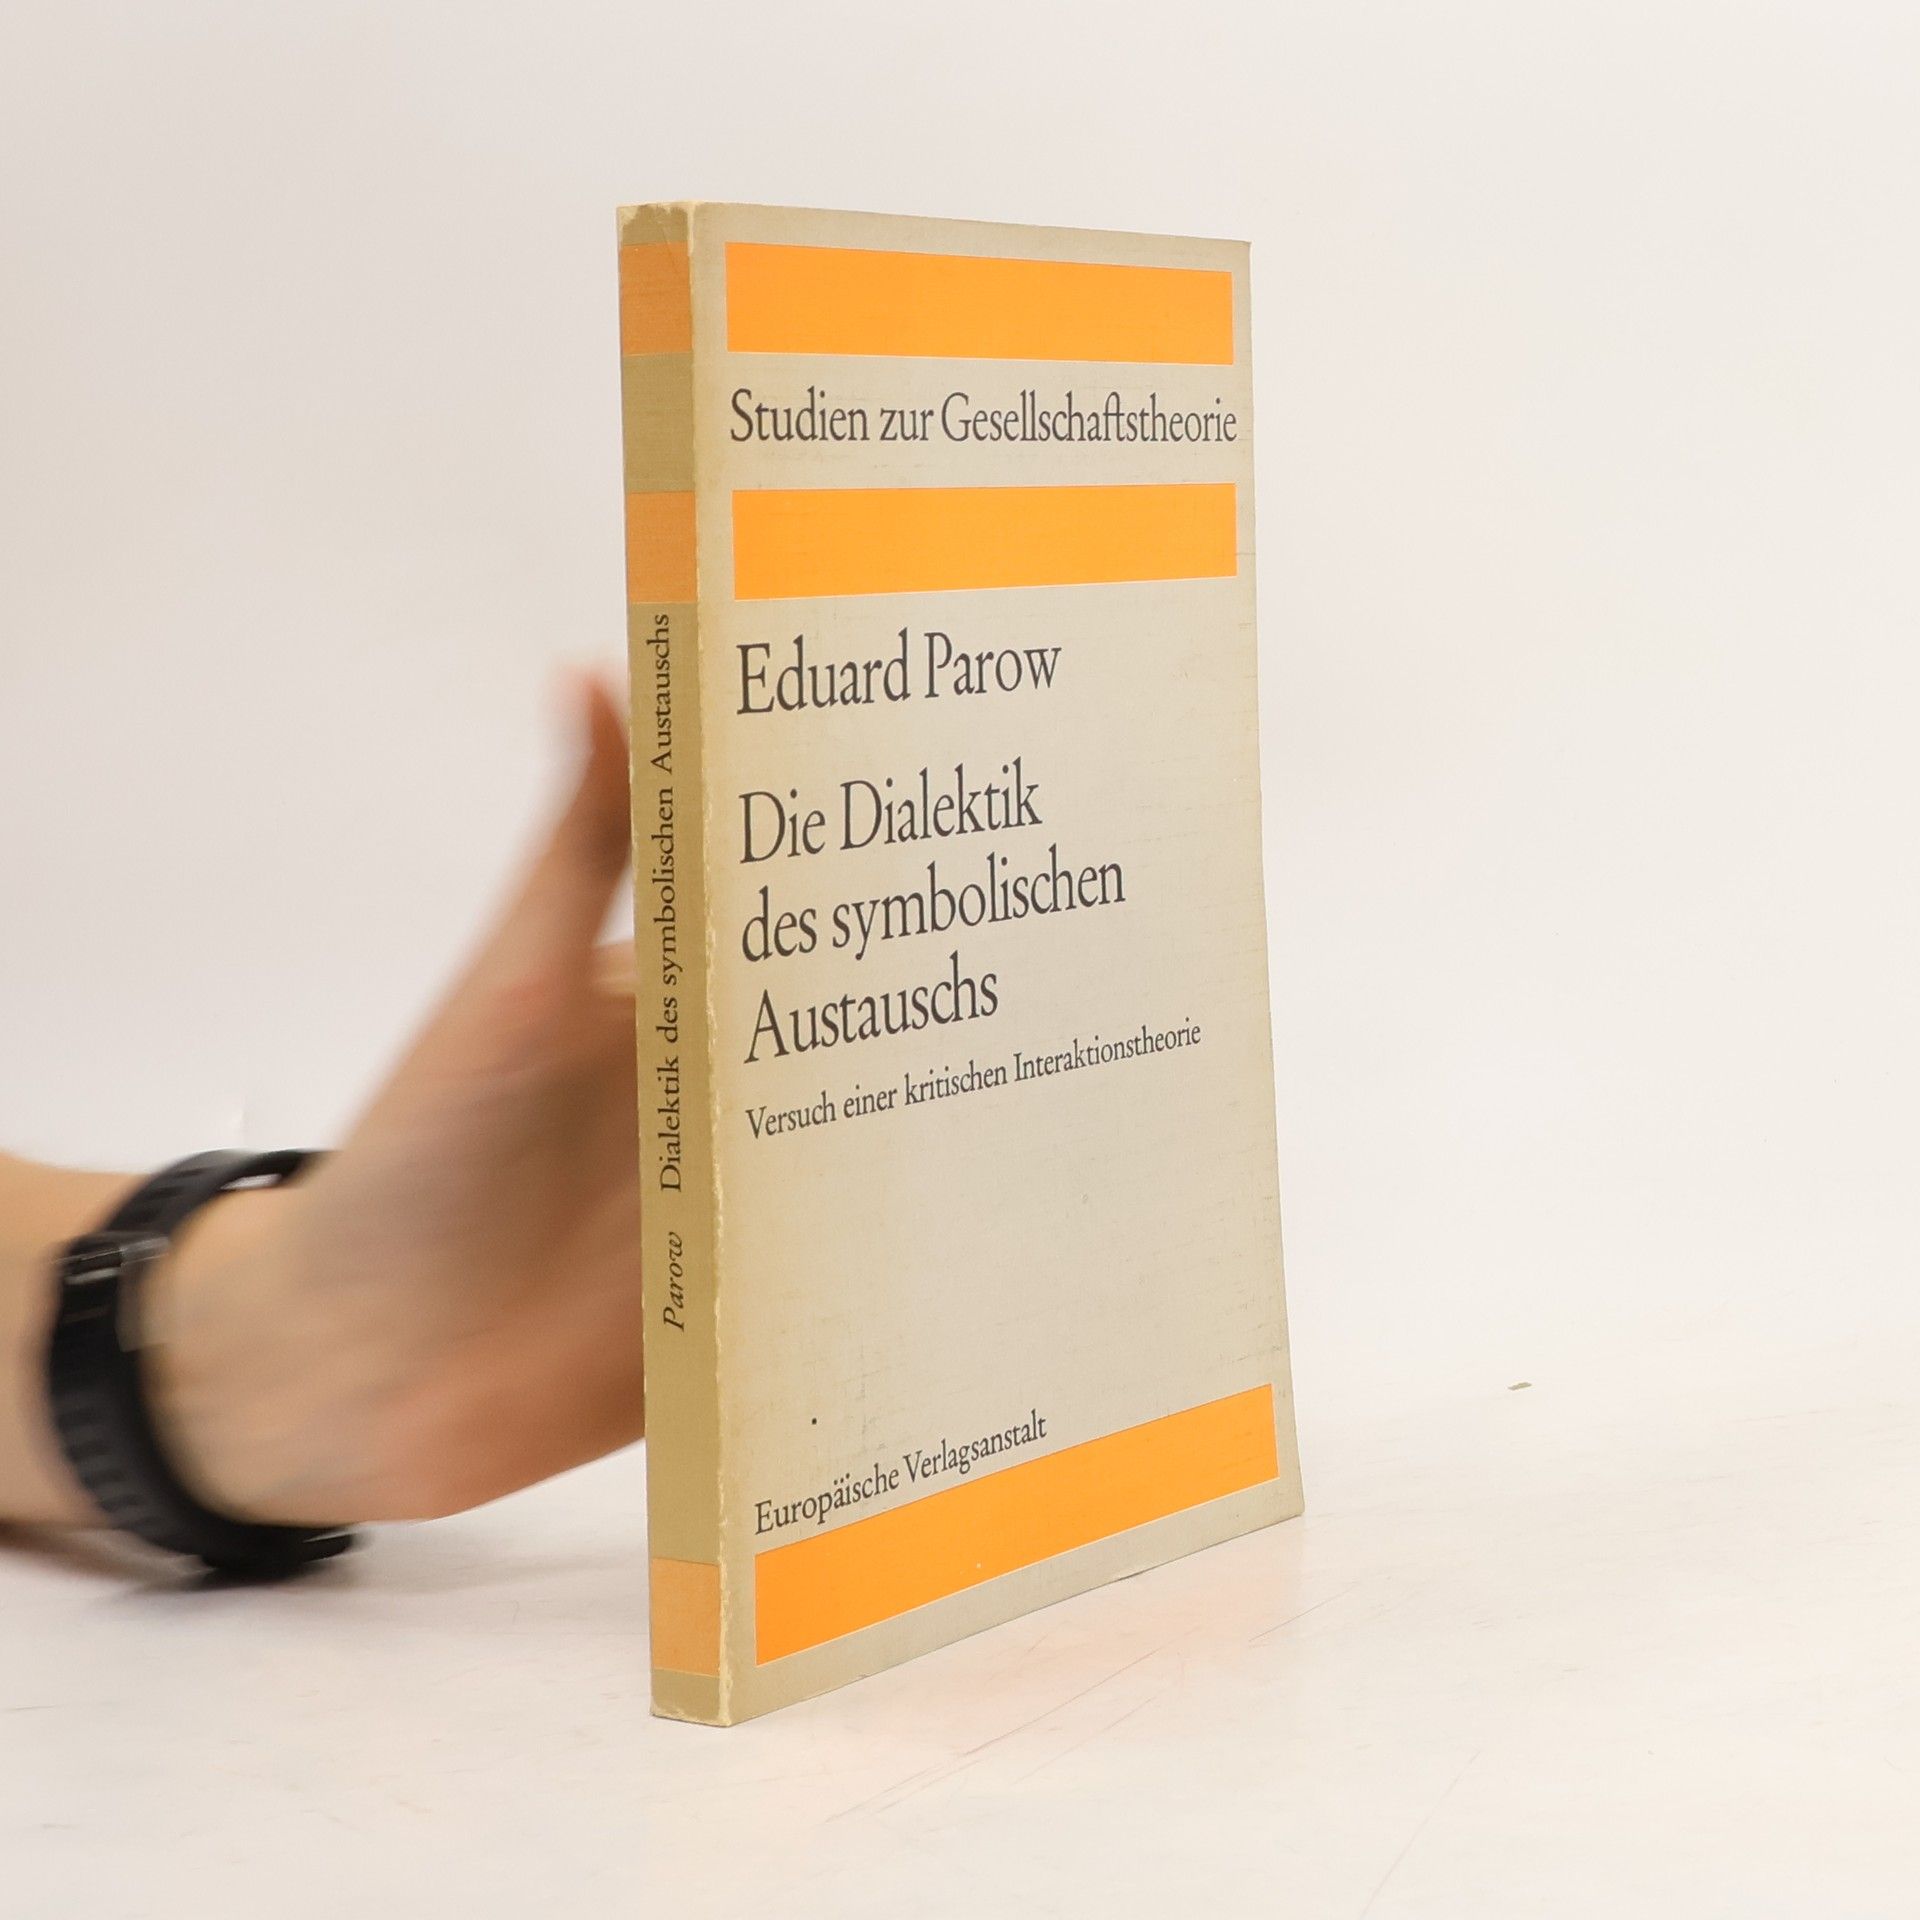 Studien zur Gesellschaftstheorie
Eduard Parow
Die Dialektik
des symbolischen
Austauschs
Versuch einer kritischen Interaktionstheorie
Europäische Verlagsanstalt
Parow Dialektik des symbolischen Austauschs